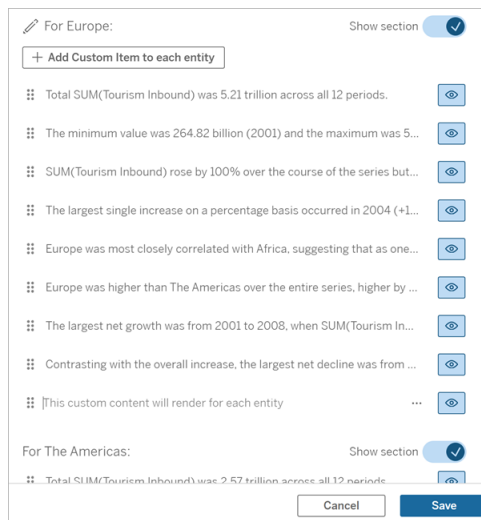 For Europe:
Show section
+ Add Custom Item to each entity
Total SUM(Tourism Inbound) was 5.21 trillion across all 12 periods.
The minimum value was 264.82 billion (2001) and the maximum was 5...
SUM(Tourism Inbound) rose by 100% over the course of the series but...
The largest single increase on a percentage basis occurred in 2004 (+1...
Europe was most closely correlated with Africa, suggesting that as one...
Europe was higher than The Americas over the entire series, higher by ...
The largest net growth was from 2001 to 2008, when SUM(Tourism In...
Contrasting with the overall increase, the largest net decline was from ...
This custom content will render for each entity
...
For The Americas:
Show section
Total SUM(Tourism Inbound) was 2.57 trillion across all 12 periods
Cancel
Save